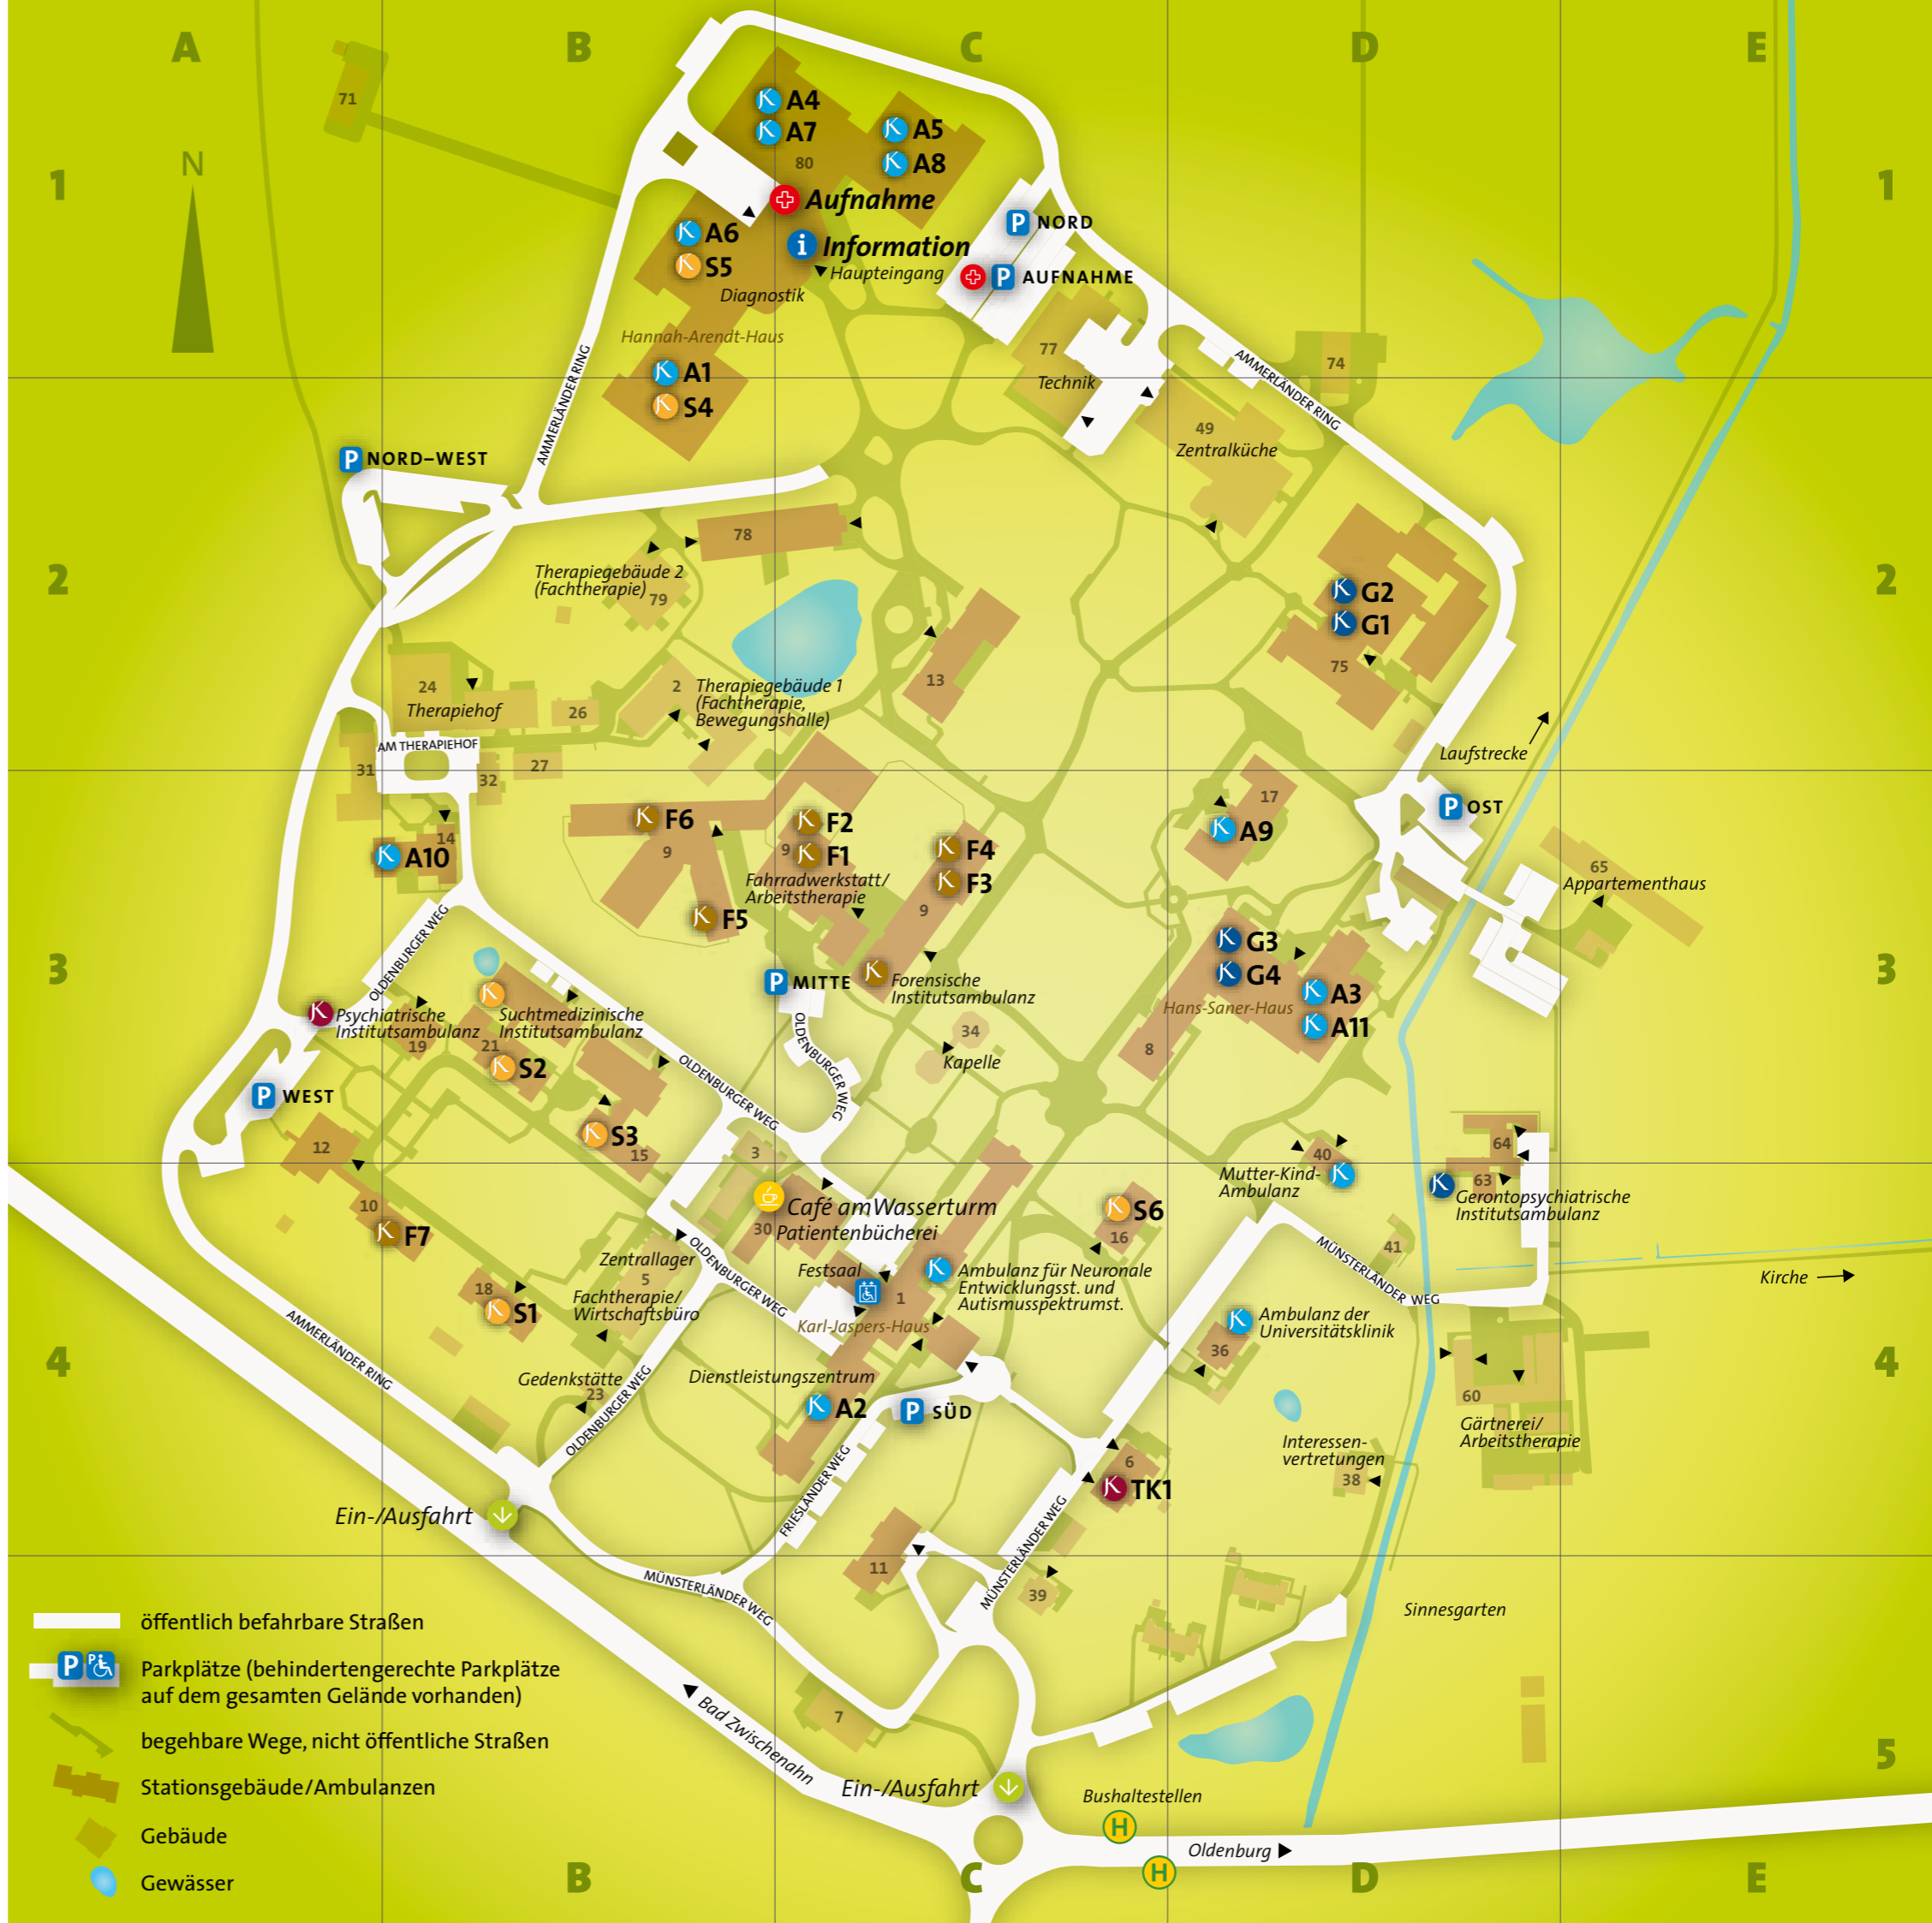 A
B
C
D
E
71
A4
A7
A5
A8
80
N
1
1
Aufnahme
P NORD
A6
Information
S5
Haupteingang
P AUFNAHME
Diagnostik
Hannah-Arendt-Haus
AMMERLÄNDER RING
77
74
A1
Technik
AMMERLÄNDER RING
S4
49
Zentralküche
P NORD–WEST
78
2
2
Therapiegebäude 2
(Fachtherapie)
79
G2
G1
75
13
24
Therapiehof
26
2
Therapiegebäude 1
(Fachtherapie,
Bewegungshalle)
AM THERAPIEHOF
Laufstrecke
31
32
27
17
P OST
F6
F2
A9
9
9
F1
F4
14
A10
F3
65
Appartementhaus
Fahrradwerkstatt/
Arbeitstherapie
9
F5
OLDENBURGER WEG
G3
G4
3
3
P MITTE
Forensische
Institutsambulanz
A3
Hans-Saner-Haus
A11
Psychiatrische
Institutsambulanz
19
Suchtmedizinische
Institutsambulanz
21
S2
OLDENBURGER WEG
OLDENBURGER WEG
34
Kapelle
8
P WEST
S3
15
12
3
40
Mutter-Kind-
Ambulanz
64
63
Gerontopsychiatrische
Institutsambulanz
10
F7
Café am Wasserturm
30
Patientenbücherei
S6
16
OLDENBURGER WEG
Zentrallager
5
Fachtherapie/
Wirtschaftsbüro
Festsaal
1
Karl-Jaspers-Haus
Ambulanz für Neuronale
Entwicklungsst. und
Autismusspektrumst.
MÜNSTERLÄNDER WEG
41
Kirche
18
S1
Ambulanz der
Universitätsklinik
36
AMMERLÄNDER RING
4
4
Gedenkstätte
23
OLDENBURGER WEG
Dienstleistungszentrum
A2
P SÜD
60
Gärtnerei/
Arbeitstherapie
Interessen-
vertretungen
38
FRIESLÄNDER WEG
6
TK1
Ein-/Ausfahrt
MÜNSTERLÄNDER WEG
11
39
MÜNSTERLÄNDER WEG
Sinnesgarten
öffentlich befahrbare Straßen
P P Parkplätze (behindertengerechte Parkplätze
auf dem gesamten Gelände vorhanden)
begehbare Wege, nicht öffentliche Straßen
Stationsgebäude/Ambulanzen
Gebäude
Gewässer
7
Bad Zwischenahn
5
Ein-/Ausfahrt
Bushaltestellen
H
H
Oldenburg
B
C
D
E